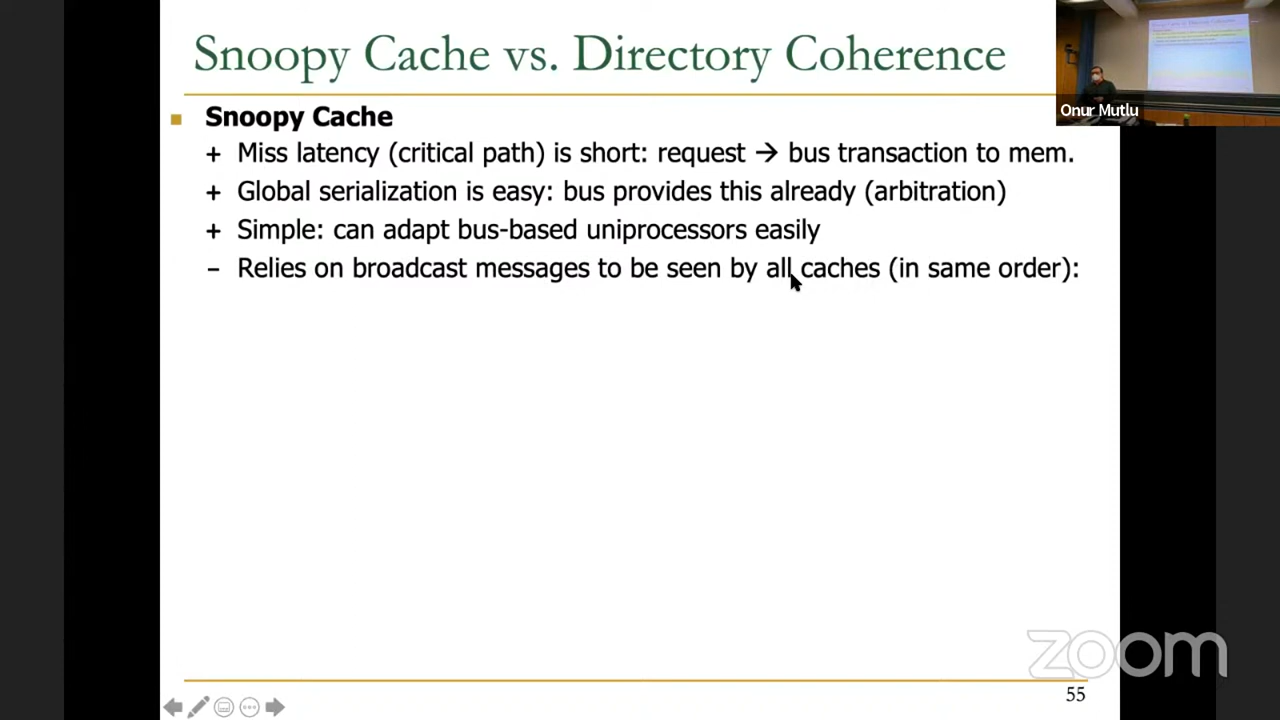 Snoopy Cache vs. Directory Coherence
Snoopy Cache
+ Miss latency (critical path) is short: request → bus transaction to mem.
+ Global serialization is easy: bus provides this already (arbitration)
+ Simple: can adapt bus-based uniprocessors easily
– Relies on broadcast messages to be seen by all caches (in same order):
Onur Mutlu
zoom
55